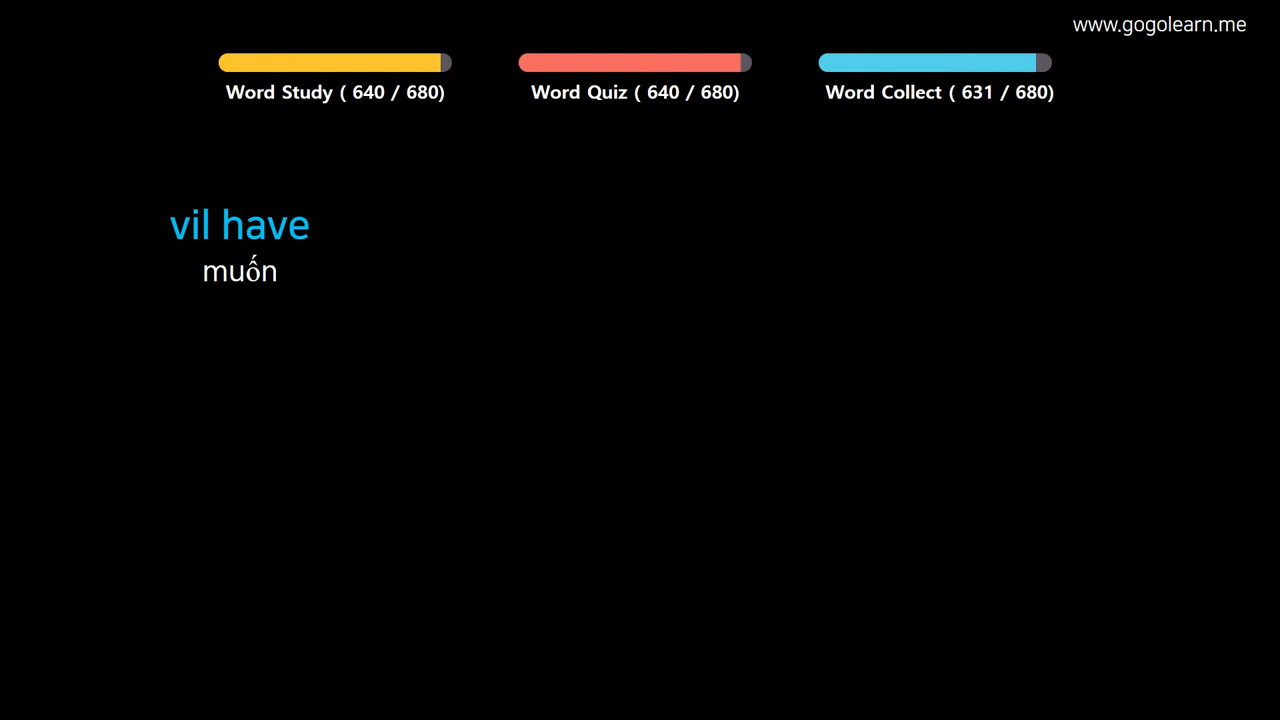 www.gogolearn.me
Word Study ( 640 / 680)
Word Quiz ( 640 / 680)
Word Collect ( 631 / 680)
vil have
muốn